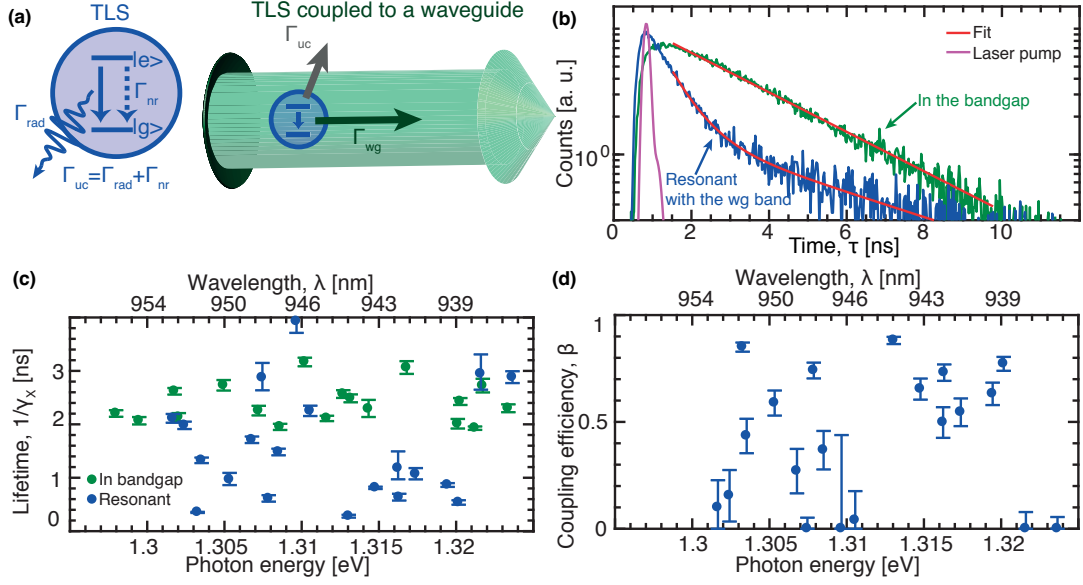 (a)
TLS
TLS coupled to a waveguide
|e>
Γnr
Γrad
|g>
Γuc=Γrad+Γnr
Γuc
Γwg
(b)
Counts [a. u.]
10^0
Fit
Laser pump
In the bandgap
Resonant
with the wg band
0 2 4 6 8 10
Time, τ [ns]
(c)
Wavelength, λ [nm]
954 950 946 943 939
Lifetime, 1/γX [ns]
3
2
1
0
In bandgap
Resonant
1.3 1.305 1.31 1.315 1.32
Photon energy [eV]
(d)
Wavelength, λ [nm]
954 950 946 943 939
Coupling efficiency, β
1
0.5
0
1.3 1.305 1.31 1.315 1.32
Photon energy [eV]